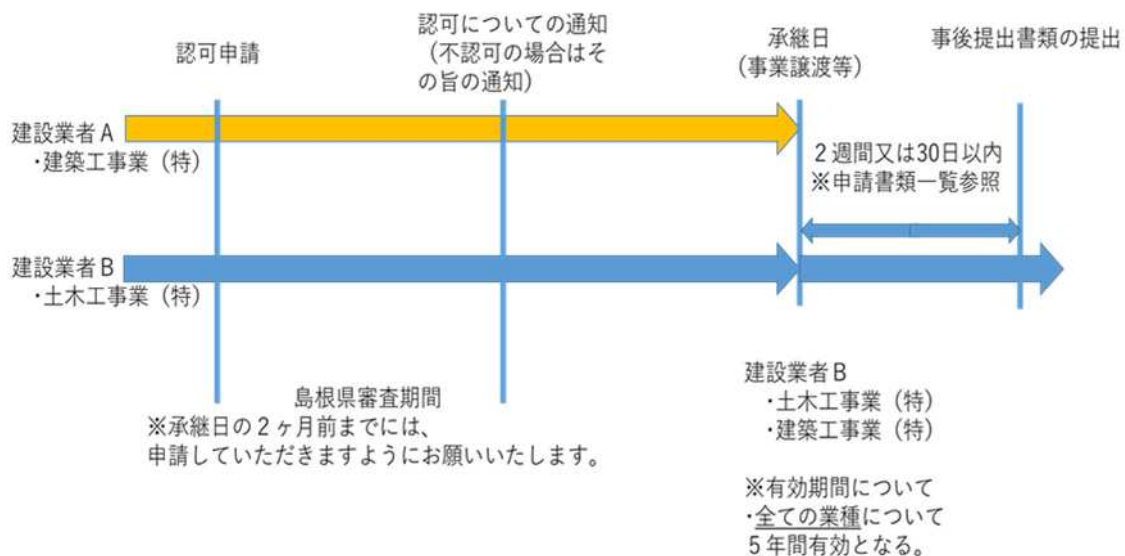 認可申請
認可についての通知
（不認可の場合はそ
の旨の通知）
承継日
（事業譲渡等）
事後提出書類の提出
建設業者Ａ
・建築工事業（特）
２週間又は30日以内
※申請書類一覧参照
建設業者Ｂ
・土木工事業（特）
島根県審査期間
※承継日の２ヶ月前までには、
申請していただきますようにお願いいたします。
建設業者Ｂ
・土木工事業（特）
・建築工事業（特）
※有効期間について
・全ての業種について
５年間有効となる。